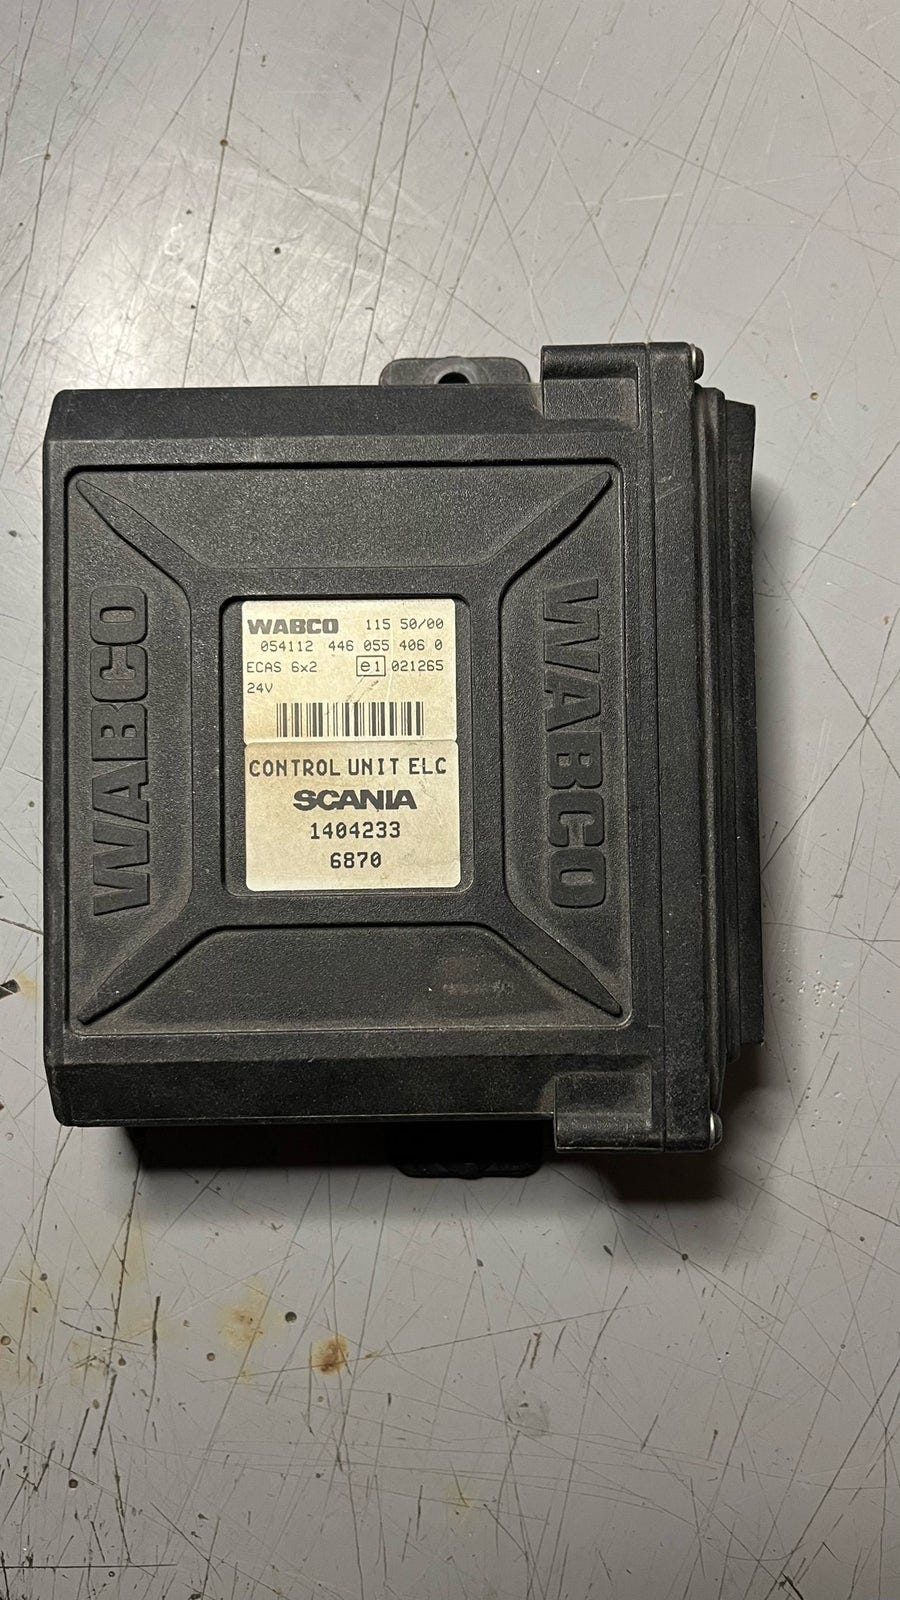 WABCO
WABCO 115 50/00
054112 446 055 406 0
ECAS 6x2 e1 021265
24V
CONTROL UNIT ELC
SCANIA
1404233
6870
WABCO